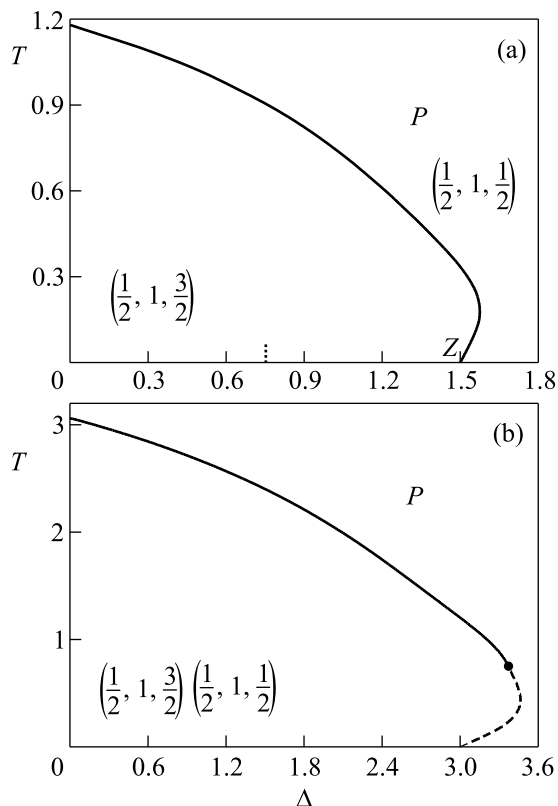 1.2
T
(a)
0.9
P
0.6
(1/2, 1, 1/2)
0.3
(1/2, 1, 3/2)
Z
0 0.3 0.6 0.9 1.2 1.5 1.8
3
T
(b)
P
2
1
(1/2, 1, 3/2) (1/2, 1, 1/2)
0 0.6 1.2 1.8 2.4 3.0 3.6
Δ